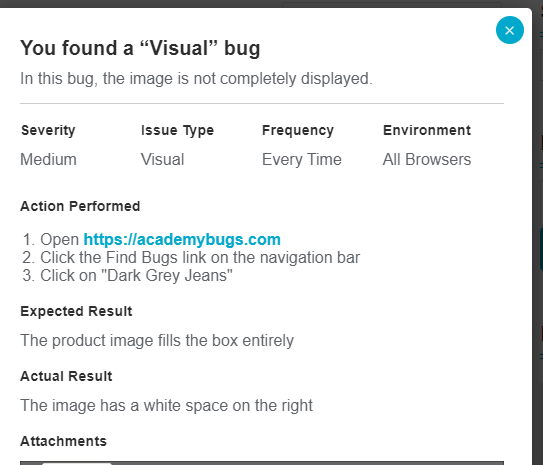 You found a “Visual” bug
In this bug, the image is not completely displayed.
Severity Issue Type Frequency Environment
Medium Visual Every Time All Browsers
Action Performed
1. Open https://academybugs.com
2. Click the Find Bugs link on the navigation bar
3. Click on "Dark Grey Jeans"
Expected Result
The product image fills the box entirely
Actual Result
The image has a white space on the right
Attachments